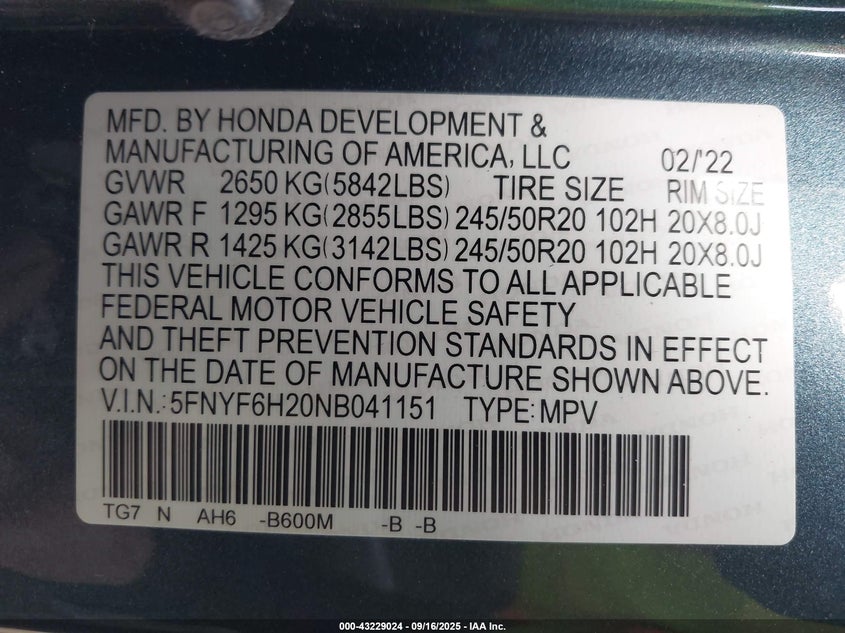 MFD. BY HONDA DEVELOPMENT &
MANUFACTURING OF AMERICA, LLC 02/'22
GVWR 2650 KG(5842LBS) TIRE SIZE RIM SIZE
GAWR F 1295 KG(2855LBS) 245/50R20 102H 20X8.0J
GAWR R 1425 KG(3142LBS) 245/50R20 102H 20X8.0J
THIS VEHICLE CONFORMS TO ALL APPLICABLE
FEDERAL MOTOR VEHICLE SAFETY
AND THEFT PREVENTION STANDARDS IN EFFECT
ON THE DATE OF MANUFACTURE SHOWN ABOVE.
V.I.N.: 5FNYF6H20NB041151 TYPE: MPV
TG7 N AH6 -B600M -B -B
000-43229024 - 09/16/2025 - IAA Inc.